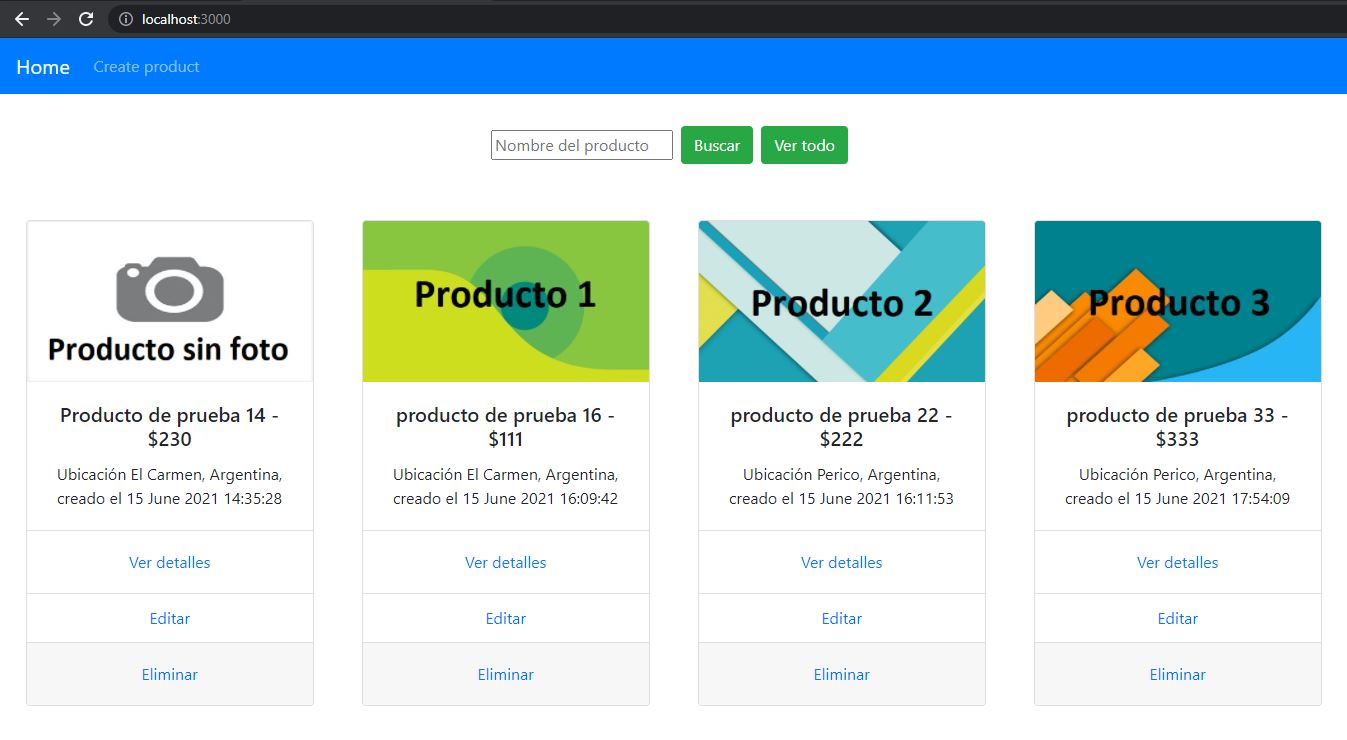 localhost:3000
Home Create product
Nombre del producto Buscar Ver todo
Producto sin foto
Producto de prueba 14 -
$230
Ubicación El Carmen, Argentina,
creado el 15 June 2021 14:35:28
Ver detalles
Editar
Eliminar
Producto 1
producto de prueba 16 -
$111
Ubicación El Carmen, Argentina,
creado el 15 June 2021 16:09:42
Ver detalles
Editar
Eliminar
Producto 2
producto de prueba 22 -
$222
Ubicación Perico, Argentina,
creado el 15 June 2021 16:11:53
Ver detalles
Editar
Eliminar
Producto 3
producto de prueba 33 -
$333
Ubicación Perico, Argentina,
creado el 15 June 2021 17:54:09
Ver detalles
Editar
Eliminar